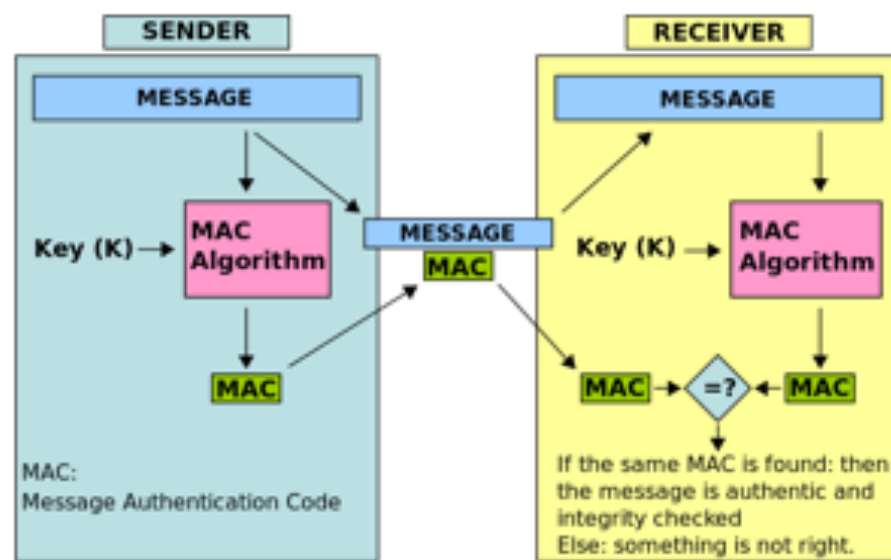 SENDER
MESSAGE
Key (K)
MAC
Algorithm
MAC
MAC:
Message Authentication Code
MESSAGE
MAC
RECEIVER
MESSAGE
Key (K)
MAC
Algorithm
MAC
=?
MAC
If the same MAC is found: then
the message is authentic and
integrity checked
Else: something is not right.